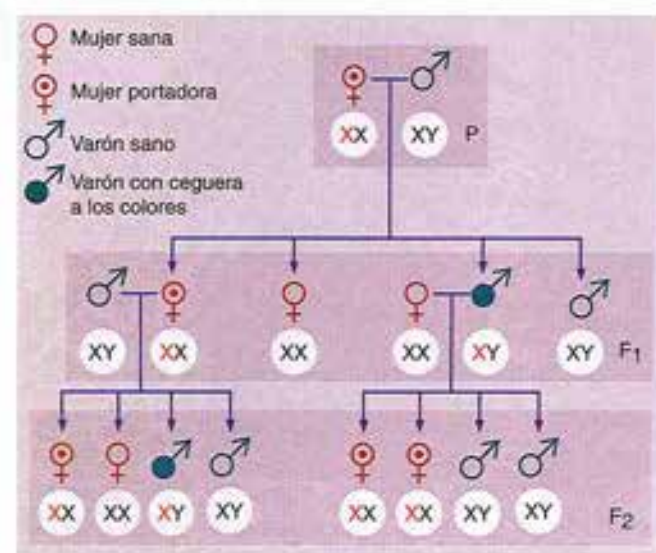 Mujer sana
Mujer portadora
Varón sano
Varón con ceguera
a los colores
XX XY P
XY XX XX XX XY XY F1
XX XX XY XY XX XX XY XY F2